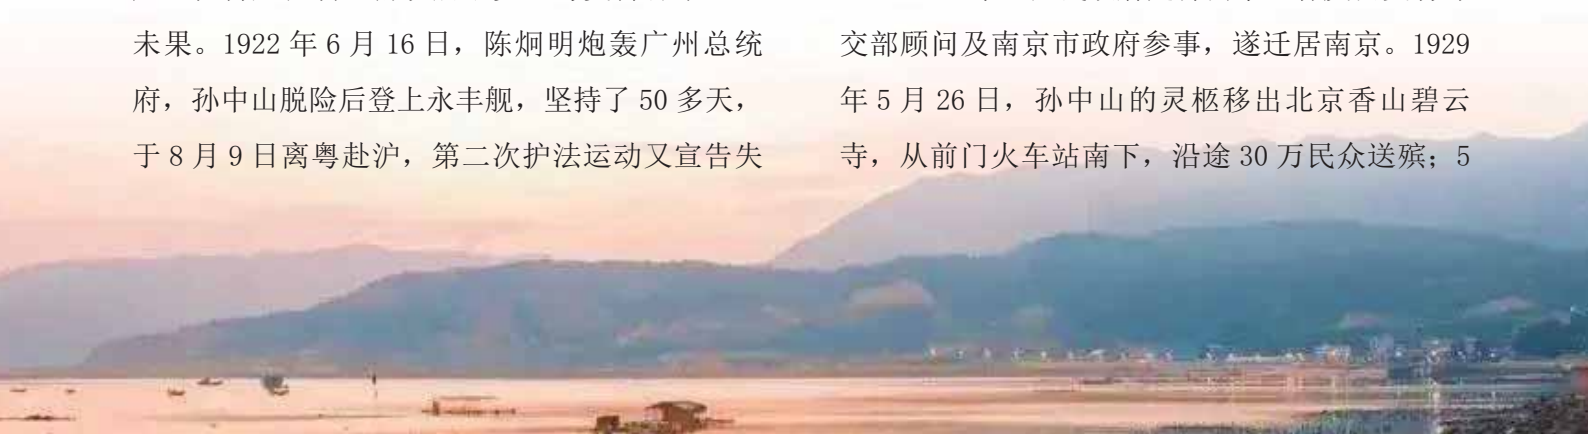 未果。1922 年 6 月 16 日，陈炯明炮轰广州总统
府，孙中山脱险后登上永丰舰，坚持了 50 多天，
于 8 月 9 日离粤赴沪，第二次护法运动又宣告失
交部顾问及南京市政府参事，遂迁居南京。1929
年 5 月 26 日，孙中山的灵柩移出北京香山碧云
寺，从前门火车站南下，沿途 30 万民众送殡；5